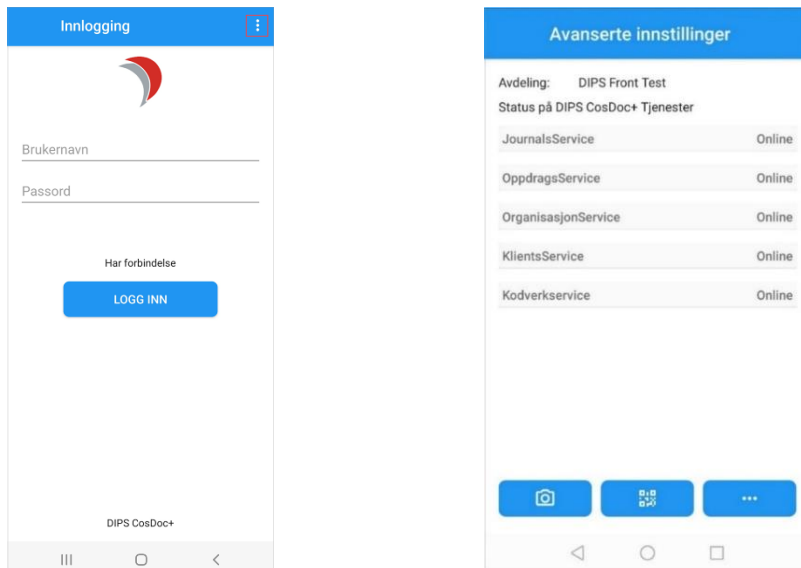 Innlogging
Brukernavn
Passord
Har forbindelse
LOGG INN
DIPS CosDoc+
Avanserte innstillinger
Avdeling: DIPS Front Test
Status på DIPS CosDoc+ Tjenester
JournalsService Online
OppdragsService Online
OrganisasjonService Online
KlientsService Online
Kodverkservice Online